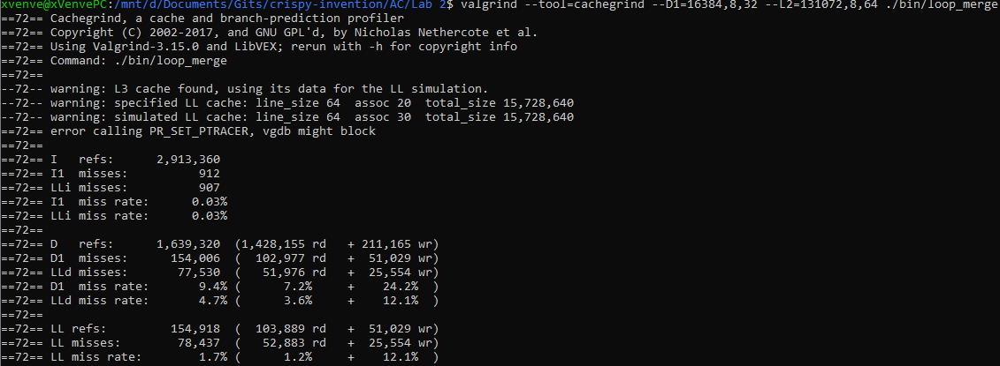 xvenve@xVenvePC:/mnt/d/Documents/Gits/crispy-invention/AC/Lab 2$ valgrind --tool=cachegrind --D1=16384,8,32 --L2=131072,8,64 ./bin/loop_merge
==72== Cachegrind, a cache and branch-prediction profiler
==72== Copyright (C) 2002-2017, and GNU GPL'd, by Nicholas Nethercote et al.
==72== Using Valgrind-3.15.0 and LibVEX; rerun with -h for copyright info
==72== Command: ./bin/loop_merge
==72==
--72-- warning: L3 cache found, using its data for the LL simulation.
--72-- warning: specified LL cache: line_size 64  assoc 20  total_size 15,728,640
--72-- warning: simulated LL cache: line_size 64  assoc 30  total_size 15,728,640
==72== error calling PR_SET_PTRACER, vgdb might block
==72==
==72== I   refs:      2,913,360
==72== I1  misses:          912
==72== LLi misses:          907
==72== I1  miss rate:      0.03%
==72== LLi miss rate:      0.03%
==72==
==72== D   refs:      1,639,320  (1,428,155 rd   + 211,165 wr)
==72== D1  misses:      154,006  (  102,977 rd   +  51,029 wr)
==72== LLd misses:       77,530  (   51,976 rd   +  25,554 wr)
==72== D1  miss rate:       9.4% (      7.2%     +    24.2%  )
==72== LLd miss rate:       4.7% (      3.6%     +    12.1%  )
==72==
==72== LL refs:         154,918  (  103,889 rd   +  51,029 wr)
==72== LL misses:        78,437  (   52,883 rd   +  25,554 wr)
==72== LL miss rate:        1.7% (      1.2%     +    12.1%  )